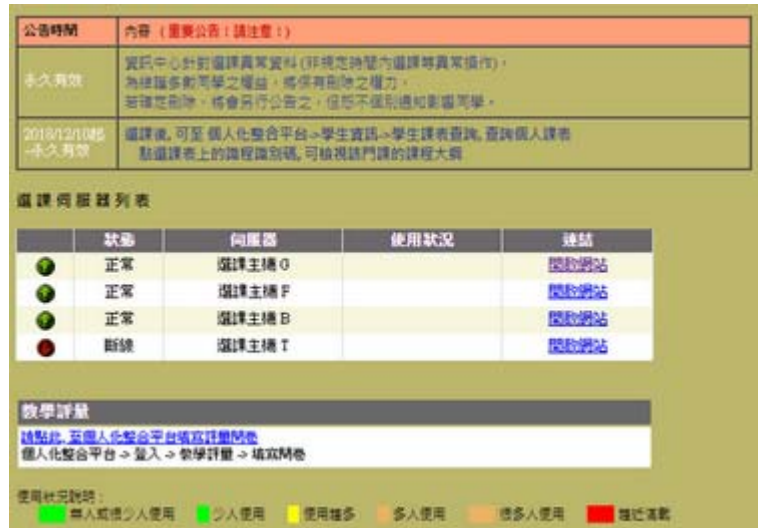 公告時間 內容 (重要公告!請注意!)
永久有效
資訊中心針對選課異常資料(非規定時間內選課等異常操作),
為維護多數同學之權益,將保有刪除之權力,
若確定刪除,將會另行公告之,但恕不個別通知影響同學。
2018/12/10起
~永久有效
選課後, 可至 個人化整合平台->學生資訊->學生課表查詢, 查詢個人課表
點選課表上的課程識別碼, 可檢視該門課的課程大綱
選課伺服器列表
狀態 伺服器 使用狀況 連結
正常 選課主機 G 開啟網站
正常 選課主機 F 開啟網站
正常 選課主機 B 開啟網站
斷線 選課主機 T 開啟網站
教學評量
請點此, 至個人化整合平台填寫評量問卷
個人化整合平台 -> 登入 -> 教學評量 -> 填寫問卷
使用狀況說明:
無人或很少人使用 少人使用 使用趨多 多人使用 很多人使用 趨近滿載